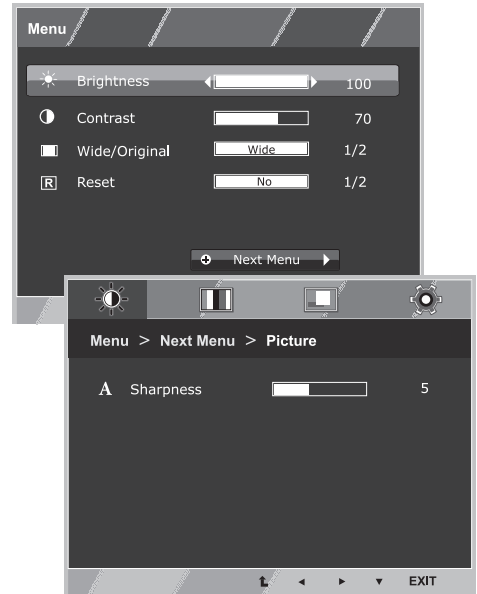 Menu
Brightness 100
Contrast 70
Wide/Original Wide 1/2
R Reset No 1/2
Next Menu
Menu > Next Menu > Picture
A Sharpness 5
EXIT